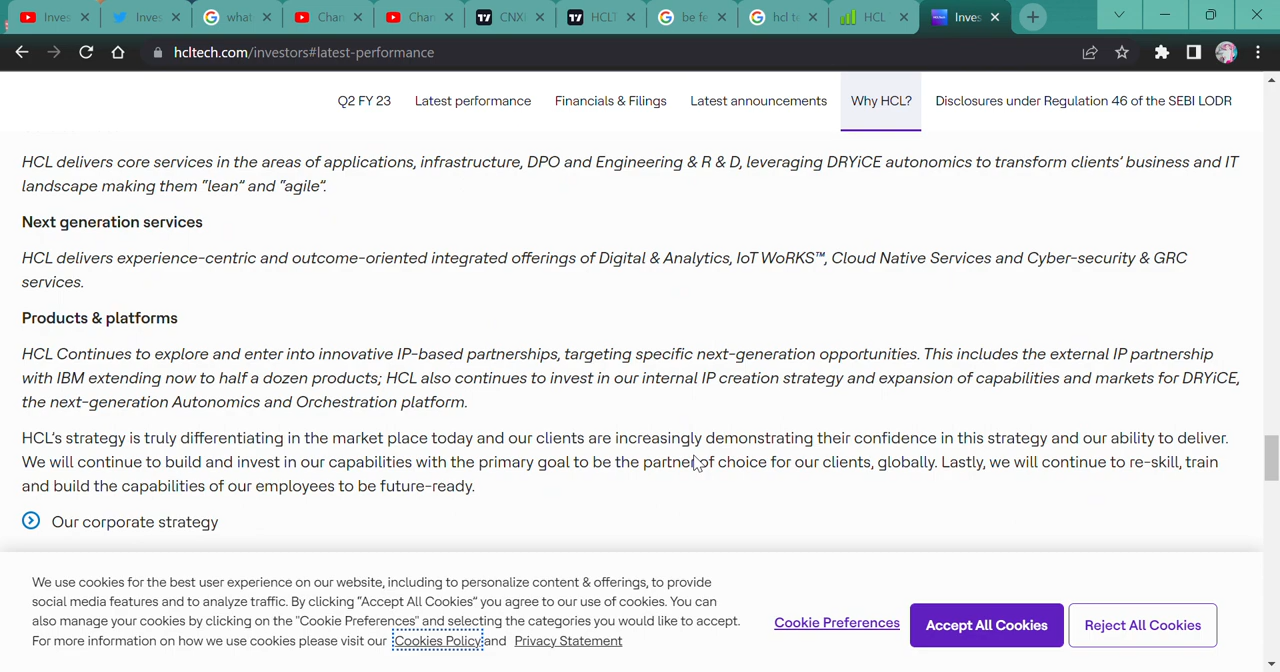 Inves
Inves
what
Chan
Chan
CNX
HCLT
be fe
hcl te
HCL
Inves
hcltech.com/investors#latest-performance
Q2 FY 23 Latest performance Financials & Filings Latest announcements Why HCL? Disclosures under Regulation 46 of the SEBI LODR
HCL delivers core services in the areas of applications, infrastructure, DPO and Engineering & R & D, leveraging DRYiCE autonomics to transform clients’ business and IT
landscape making them “lean” and “agile”.
Next generation services
HCL delivers experience-centric and outcome-oriented integrated offerings of Digital & Analytics, IoT WoRKS™, Cloud Native Services and Cyber-security & GRC
services.
Products & platforms
HCL Continues to explore and enter into innovative IP-based partnerships, targeting specific next-generation opportunities. This includes the external IP partnership
with IBM extending now to half a dozen products; HCL also continues to invest in our internal IP creation strategy and expansion of capabilities and markets for DRYiCE,
the next-generation Autonomics and Orchestration platform.
HCL’s strategy is truly differentiating in the market place today and our clients are increasingly demonstrating their confidence in this strategy and our ability to deliver.
We will continue to build and invest in our capabilities with the primary goal to be the partner of choice for our clients, globally. Lastly, we will continue to re-skill, train
and build the capabilities of our employees to be future-ready.
Our corporate strategy
We use cookies for the best user experience on our website, including to personalize content & offerings, to provide
social media features and to analyze traffic. By clicking “Accept All Cookies” you agree to our use of cookies. You can
also manage your cookies by clicking on the "Cookie Preferences" and selecting the categories you would like to accept.
For more information on how we use cookies please visit our Cookies Policy and Privacy Statement
Cookie Preferences
Accept All Cookies
Reject All Cookies